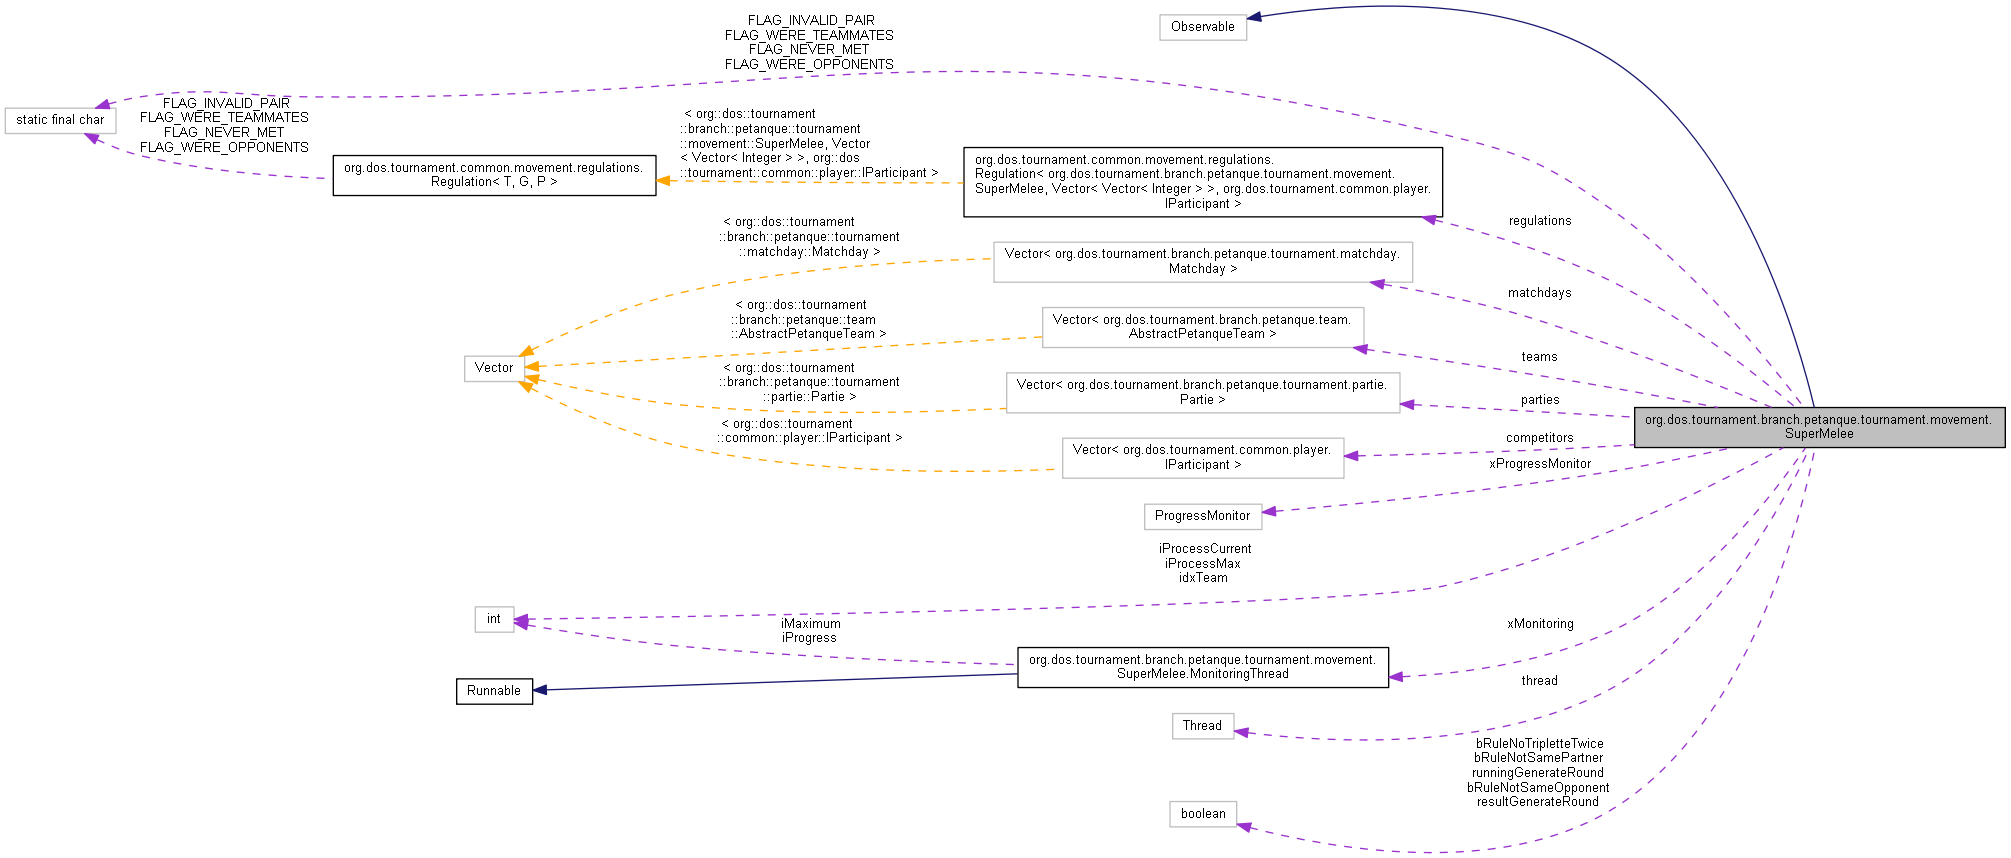 FLAG_INVALID_PAIR
FLAG_WERE_TEAMMATES
FLAG_NEVER_MET
FLAG_WERE_OPPONENTS
Observable
static final char
FLAG_INVALID_PAIR
FLAG_WERE_TEAMMATES
FLAG_NEVER_MET
FLAG_WERE_OPPONENTS
org.dos.tournament.common.movement.regulations.
Regulation< T, G, P >
< org::dos::tournament
::branch::petanque::tournament
::movement::SuperMelee, Vector
< Vector< Integer > >, org::dos
::tournament::common::player::IParticipant >
org.dos.tournament.common.movement.regulations.
Regulation< org.dos.tournament.branch.petanque.tournament.movement.
SuperMelee, Vector< Vector< Integer > >, org.dos.tournament.common.player.
IParticipant >
regulations
< org::dos::tournament
::branch::petanque::tournament
::matchday::Matchday >
Vector< org.dos.tournament.branch.petanque.tournament.matchday.
Matchday >
matchdays
< org::dos::tournament
::branch::petanque::team
::AbstractPetanqueTeam >
Vector< org.dos.tournament.branch.petanque.team.
AbstractPetanqueTeam >
teams
Vector
< org::dos::tournament
::branch::petanque::tournament
::partie::Partie >
Vector< org.dos.tournament.branch.petanque.tournament.partie.
Partie >
parties
org.dos.tournament.branch.petanque.tournament.movement.
SuperMelee
< org::dos::tournament
::common::player::IParticipant >
Vector< org.dos.tournament.common.player.
IParticipant >
competitors
xProgressMonitor
ProgressMonitor
iProcessCurrent
iProcessMax
idxTeam
int
iMaximum
iProgress
xMonitoring
org.dos.tournament.branch.petanque.tournament.movement.
SuperMelee.MonitoringThread
Runnable
thread
Thread
bRuleNoTripletteTwice
bRuleNotSamePartner
runningGenerateRound
bRuleNotSameOpponent
resultGenerateRound
boolean